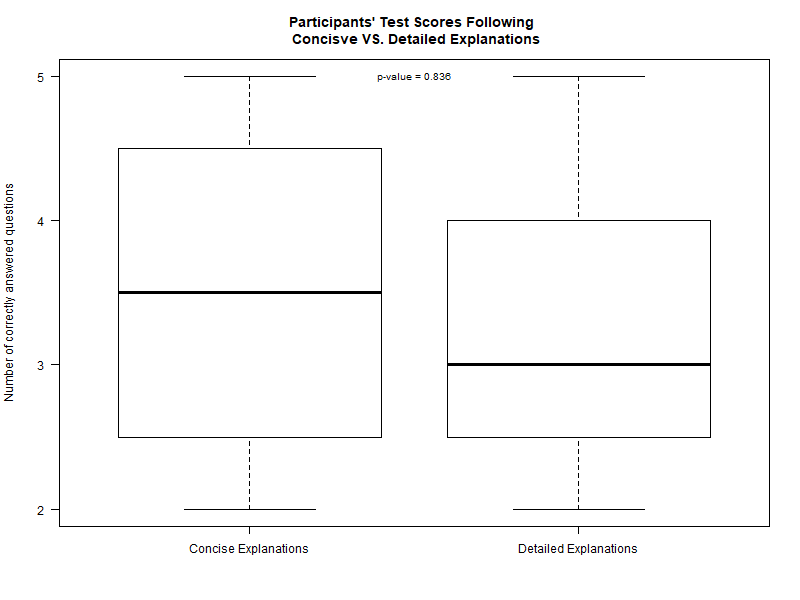 Participants' Test Scores Following
Concisve VS. Detailed Explanations
p-value = 0.836
Number of correctly answered questions
5
4
3
2
Concise Explanations
Detailed Explanations